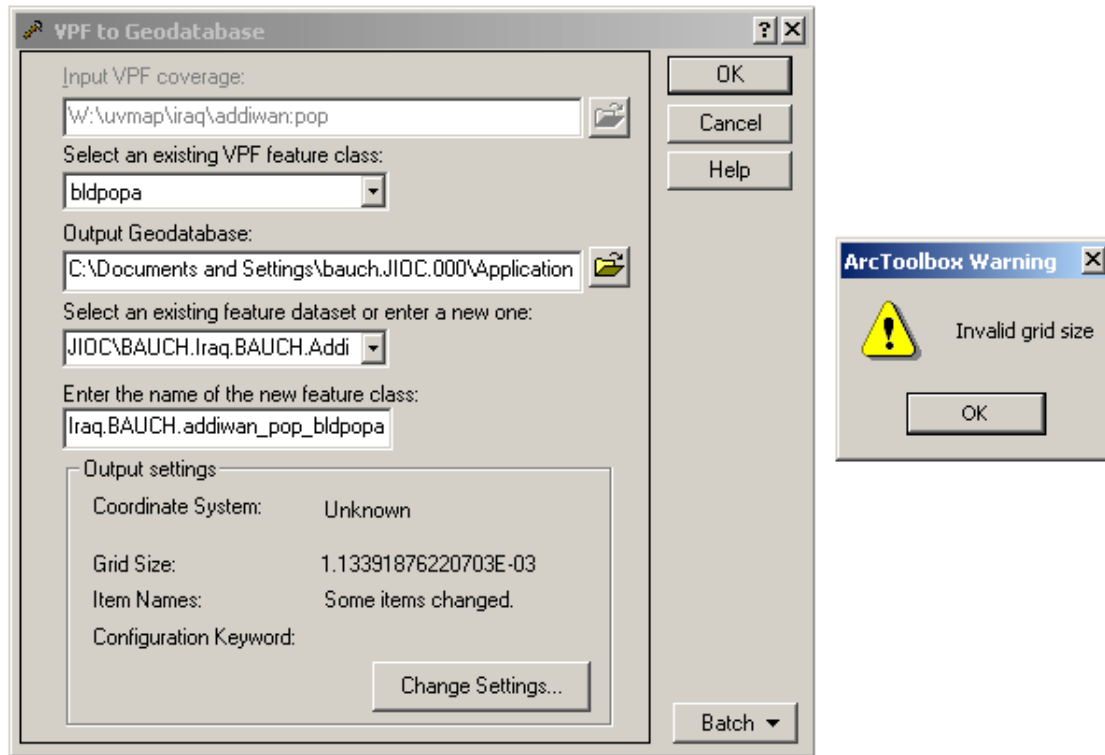 VPF to Geodatabase
Input VPF coverage:
W:\uvmap\iraq\addiwan:pop
Select an existing VPF feature class:
bldpopa
Output Geodatabase:
C:\Documents and Settings\bauch.JIOC.000\Application
Select an existing feature dataset or enter a new one:
JIOC\BAUCH.Iraq.BAUCH.Addi
Enter the name of the new feature class:
Iraq.BAUCH.addiwan_pop_bldpopa
Output settings
Coordinate System: Unknown
Grid Size: 1.13391876220703E-03
Item Names: Some items changed.
Configuration Keyword:
Change Settings...
OK
Cancel
Help
Batch
ArcToolbox Warning
Invalid grid size
OK